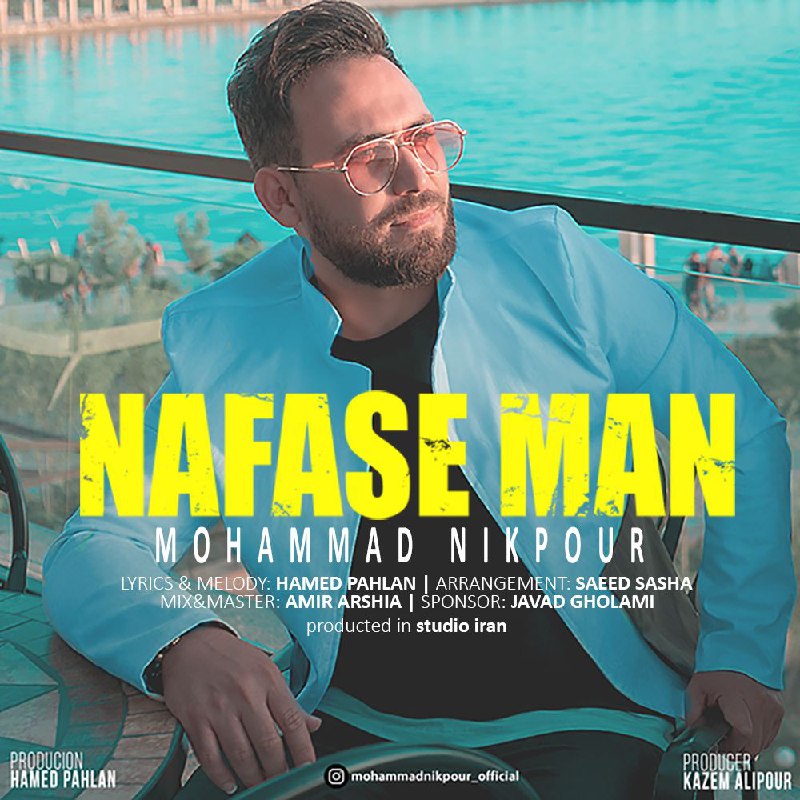 NAFASE MAN
MOHAMMAD NIKPOUR
LYRICS & MELODY: HAMED PAHLAN | ARRANGEMENT: SAEED SASHA
MIX&MASTER: AMIR ARSHIA | SPONSOR: JAVAD GHOLAMI
producted in studio iran
PRODUCION
HAMED PAHLAN
mohammadnikpour_official
PRODUCER
KAZEM ALIPOUR